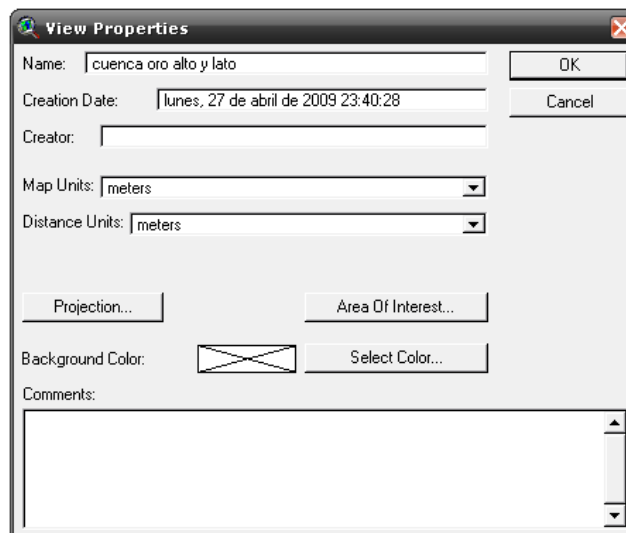 View Properties
Name: cuenca oro alto y lato
OK
Creation Date: lunes, 27 de abril de 2009 23:40:28
Cancel
Creator:
Map Units: meters
Distance Units: meters
Projection...
Area Of Interest...
Background Color:
Select Color...
Comments: